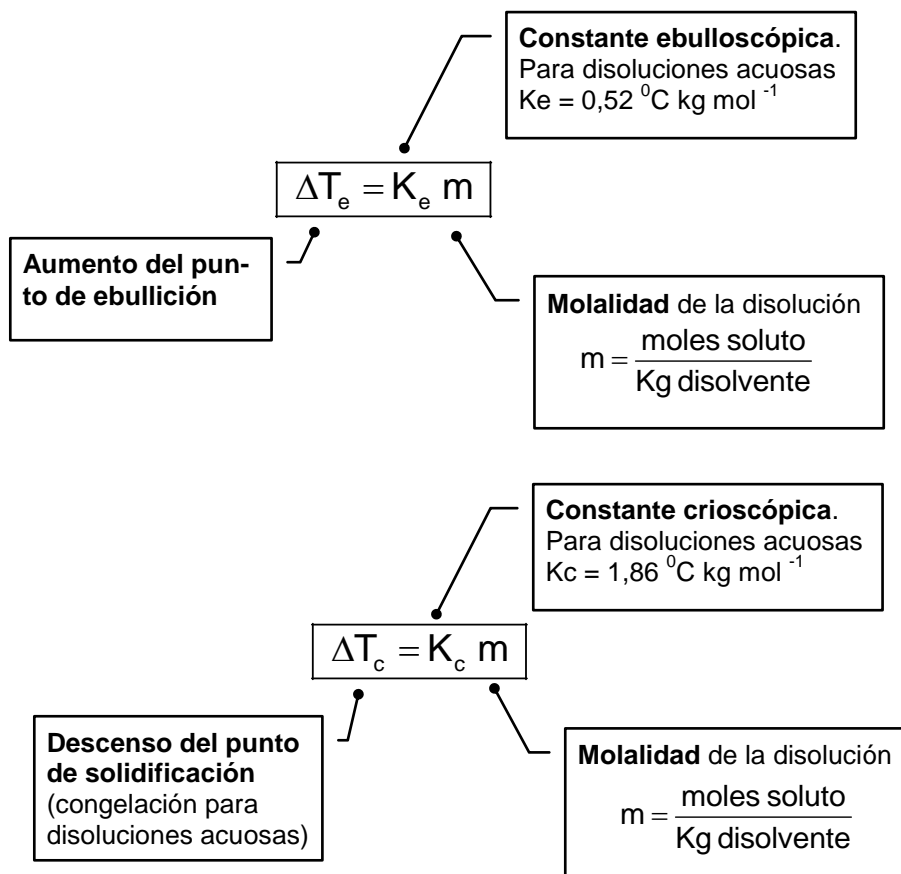 Constante ebulloscópica.
Para disoluciones acuosas
Ke = 0,52 ⁰C kg mol ⁻¹
ΔTₑ = Kₑ m
Aumento del pun-
to de ebullición
Molalidad de la disolución
m = moles soluto / Kg disolvente
Constante crioscópica.
Para disoluciones acuosas
Kc = 1,86 ⁰C kg mol ⁻¹
ΔT_c = K_c m
Descenso del punto
de solidificación
(congelación para
disoluciones acuosas)
Molalidad de la disolución
m = moles soluto / Kg disolvente